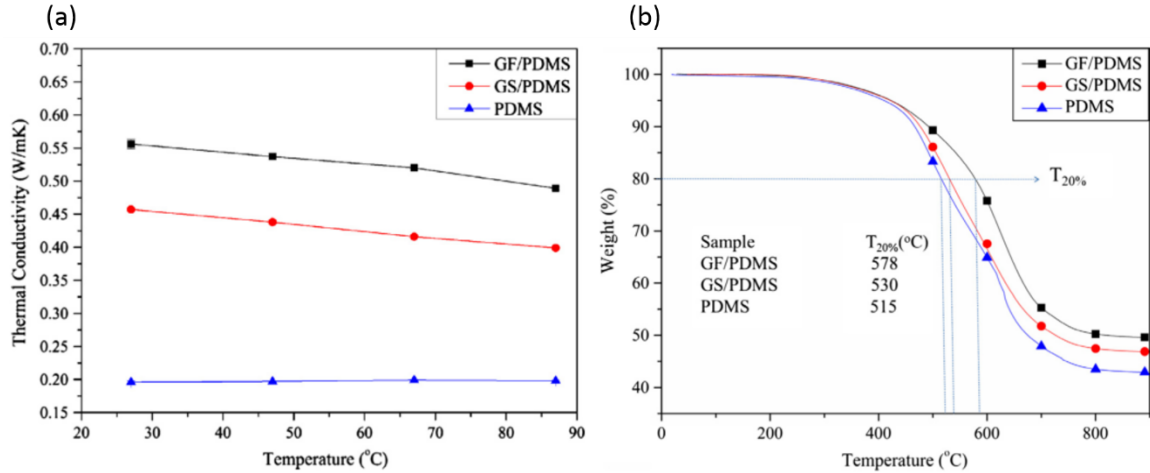 (a)
0.70
0.65
0.60
0.55
0.50
0.45
0.40
0.35
0.30
0.25
0.20
0.15
Thermal Conductivity (W/mK)
GF/PDMS
GS/PDMS
PDMS
20 30 40 50 60 70 80 90
Temperature (°C)
(b)
100
90
80
70
60
50
40
Weight (%)
GF/PDMS
GS/PDMS
PDMS
T20%
Sample T20%(°C)
GF/PDMS 578
GS/PDMS 530
PDMS 515
0 200 400 600 800
Temperature (°C)